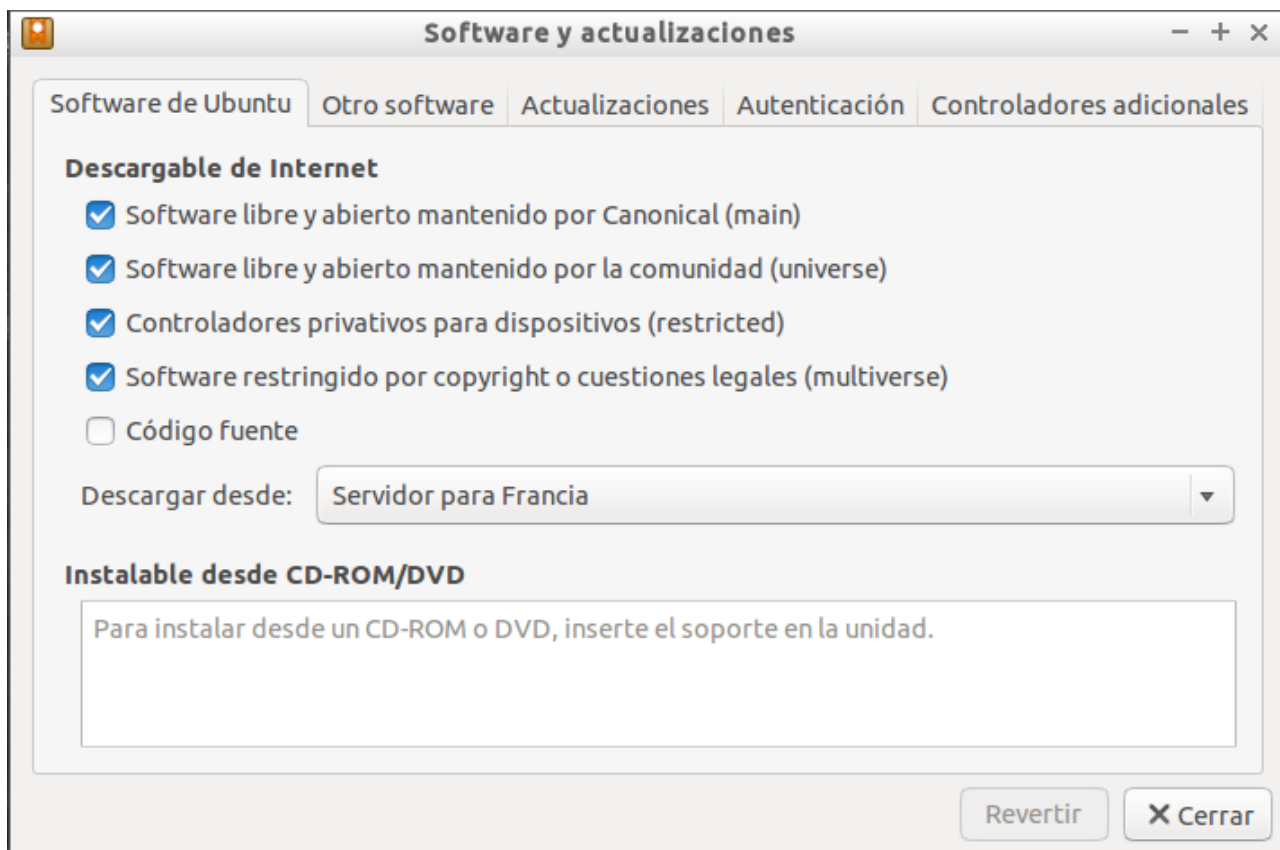 Software y actualizaciones
Software de Ubuntu Otro software Actualizaciones Autenticación Controladores adicionales
Descargable de Internet
Software libre y abierto mantenido por Canonical (main)
Software libre y abierto mantenido por la comunidad (universe)
Controladores privativos para dispositivos (restricted)
Software restringido por copyright o cuestiones legales (multiverse)
Código fuente
Descargar desde: Servidor para Francia
Instalable desde CD-ROM/DVD
Para instalar desde un CD-ROM o DVD, inserte el soporte en la unidad.
Revertir Cerrar